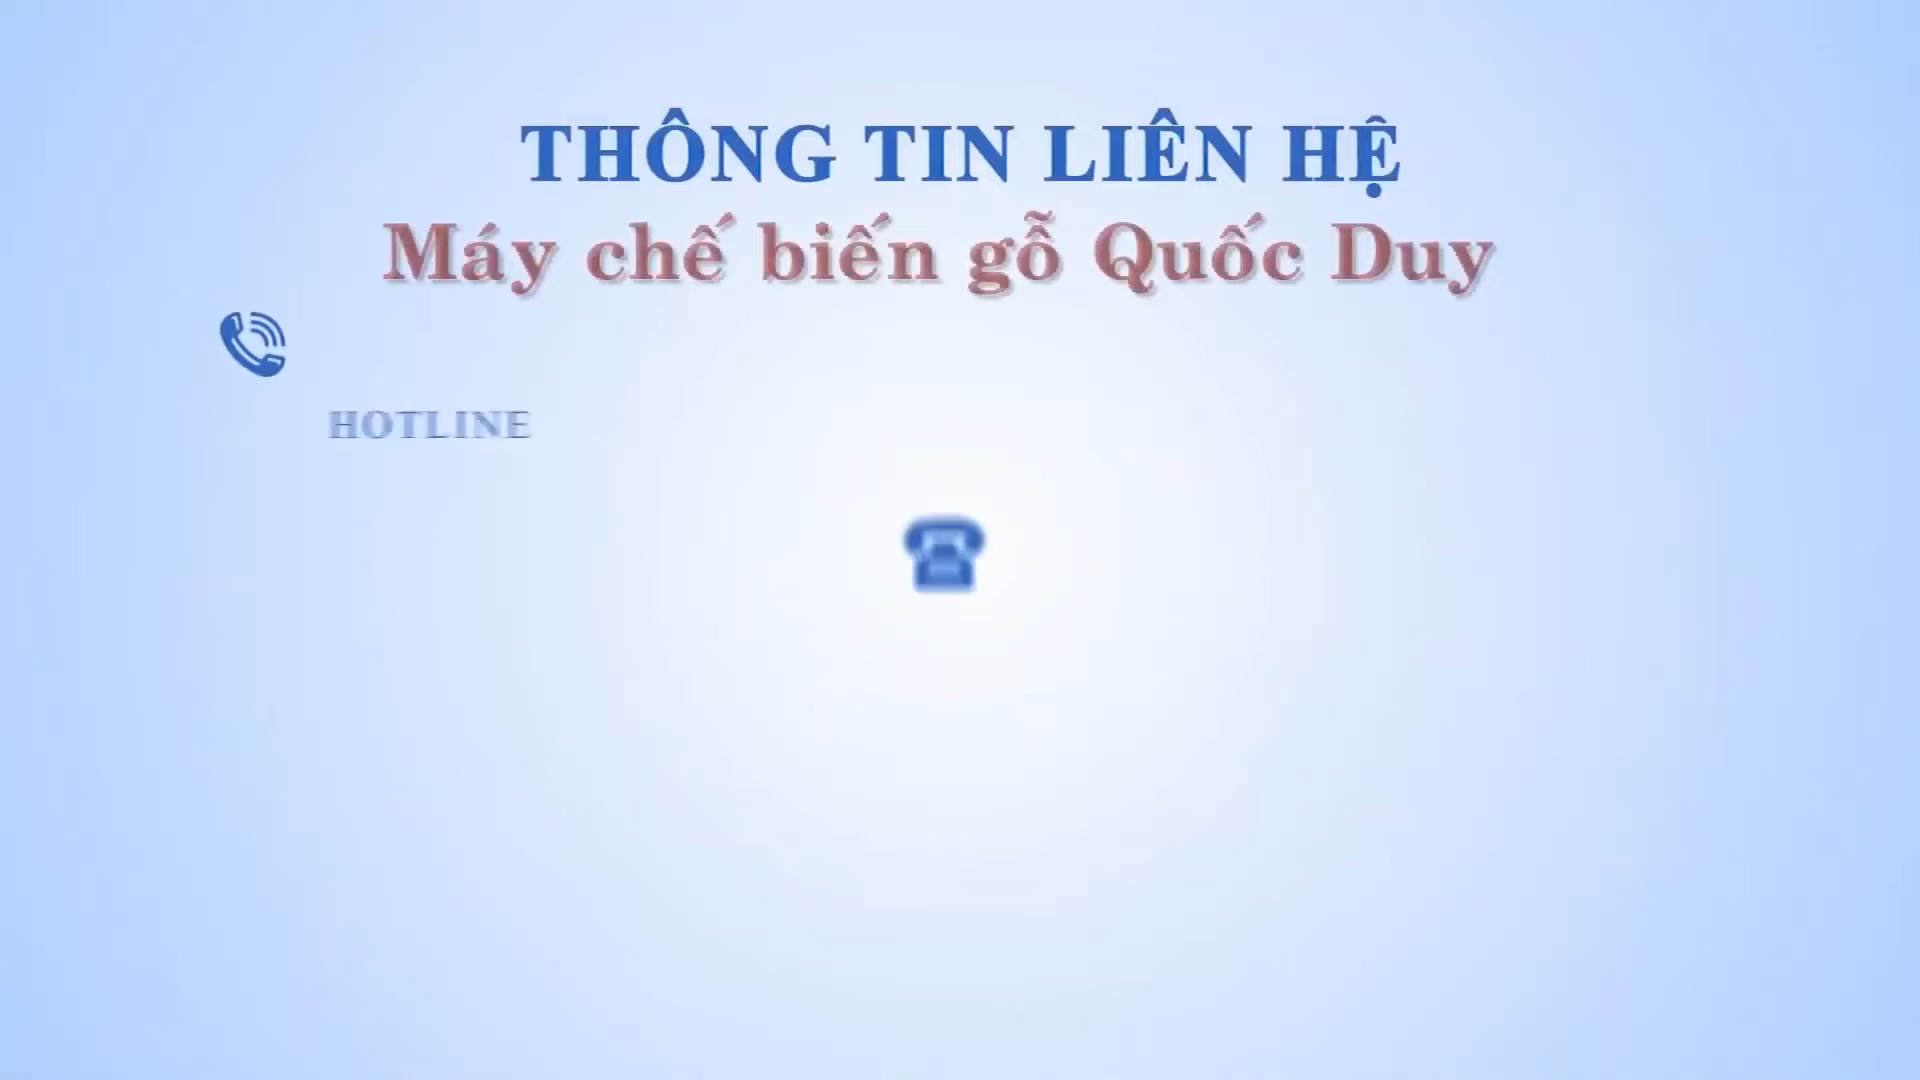 THÔNG TIN LIÊN HỆ
Máy chế biến gỗ Quốc Duy
HOTLINE